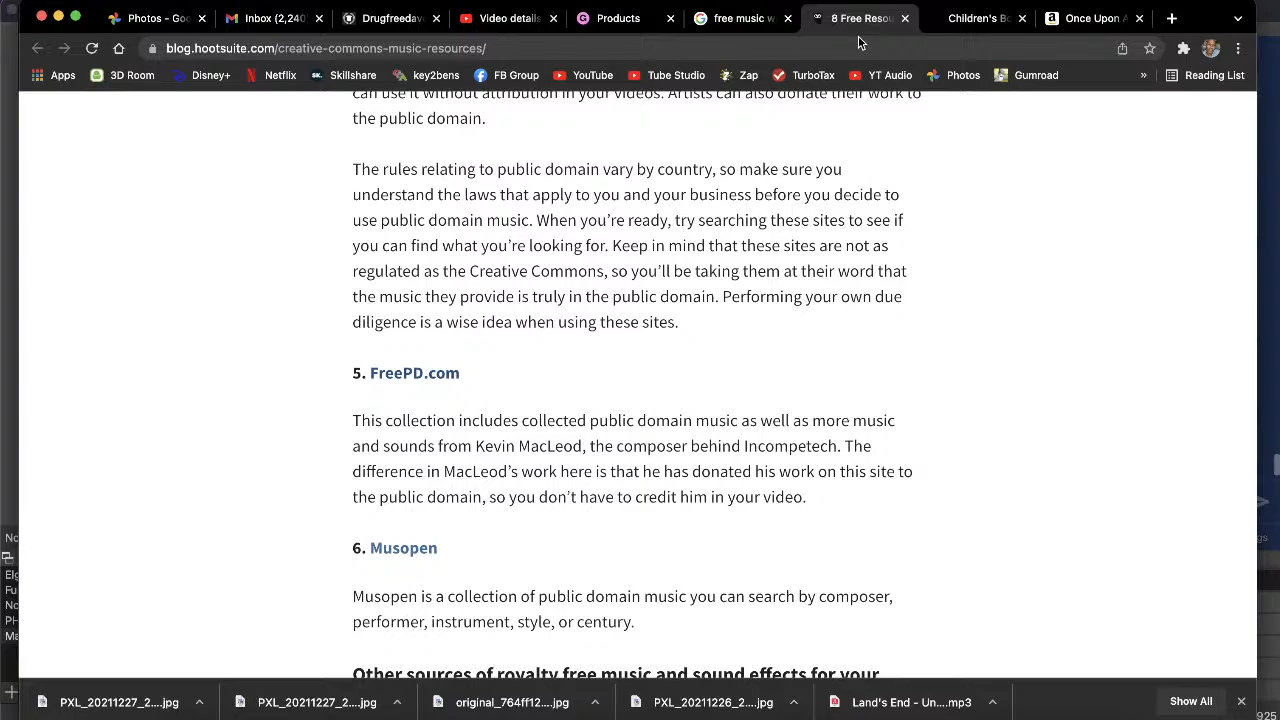 Photos - Goo
Inbox (2,240
Drugfreedave
Video details
Products
free music w
8 Free Resou
Children's Bo
Once Upon A
blog.hootsuite.com/creative-commons-music-resources/
Apps
3D Room
Disney+
Netflix
Skillshare
key2bens
FB Group
YouTube
Tube Studio
Zap
TurboTax
YT Audio
Photos
Gumroad
»
Reading List
can use it without attribution in your videos. Artists can also donate their work to
the public domain.
The rules relating to public domain vary by country, so make sure you
understand the laws that apply to you and your business before you decide to
use public domain music. When you're ready, try searching these sites to see if
you can find what you're looking for. Keep in mind that these sites are not as
regulated as the Creative Commons, so you'll be taking them at their word that
the music they provide is truly in the public domain. Performing your own due
diligence is a wise idea when using these sites.
5. FreePD.com
This collection includes collected public domain music as well as more music
and sounds from Kevin MacLeod, the composer behind Incompetech. The
difference in MacLeod's work here is that he has donated his work on this site to
the public domain, so you don't have to credit him in your video.
6. Musopen
Musopen is a collection of public domain music you can search by composer,
performer, instrument, style, or century.
Other sources of royalty free music and sound effects for your
No
Elg
Fu
No
PH
Ma
gs
925
PXL_20211227_2....jpg
PXL_20211227_2....jpg
original_764ff12....jpg
PXL_20211226_2....jpg
Land's End - Un....mp3
Show All